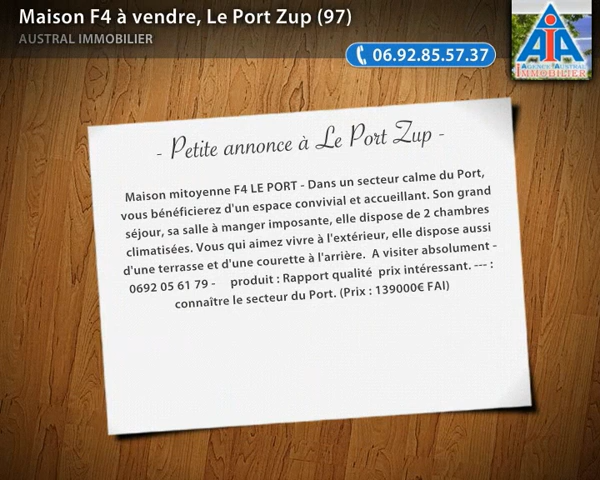 Maison F4 à vendre, Le Port Zup (97)
AUSTRAL IMMOBILIER
06.92.85.57.37
AIA
AGENCE AUSTRAL
IMMOBILIER
- Petite annonce à Le Port Zup -
Maison mitoyenne F4 LE PORT - Dans un secteur calme du Port,
vous bénéficierez d'un espace convivial et accueillant. Son grand
séjour, sa salle à manger imposante, elle dispose de 2 chambres
climatisées. Vous qui aimez vivre à l'extérieur, elle dispose aussi
d'une terrasse et d'une courette à l'arrière. A visiter absolument -
0692 05 61 79 - produit : Rapport qualité prix intéressant. --- :
connaître le secteur du Port. (Prix : 139000€ FAI)